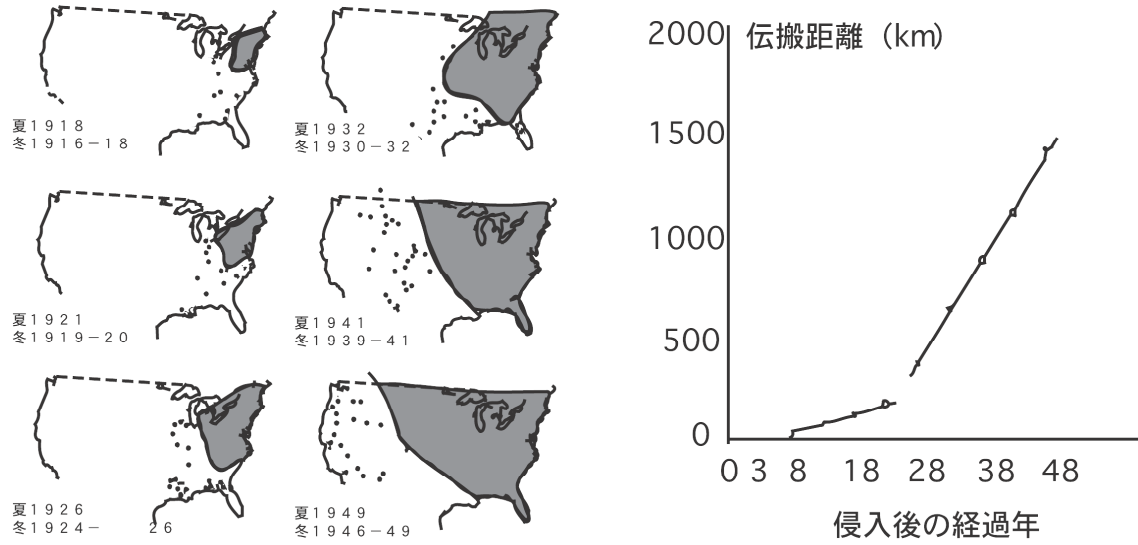 夏1918
冬1916－18
夏1932
冬1930－32
夏1921
冬1919－20
夏1941
冬1939－41
夏1926
冬1924－ 26
夏1949
冬1946－49
伝搬距離（km）
2000
1500
1000
500
0
0 3 8 18 28 38 48
侵入後の経過年